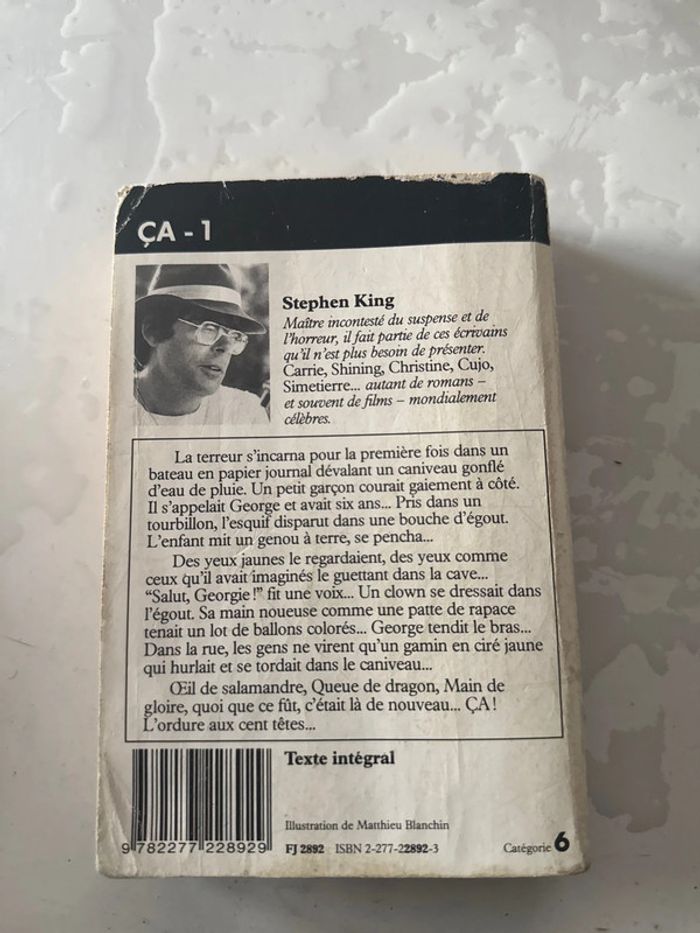 ÇA - 1
Stephen King
Maître incontesté du suspense et de
l'horreur, il fait partie de ces écrivains
qu'il n'est plus besoin de présenter.
Carrie, Shining, Christine, Cujo,
Simetierre... autant de romans –
et souvent de films – mondialement
célèbres.
La terreur s'incarna pour la première fois dans un
bateau en papier journal dévalant un caniveau gonflé
d'eau de pluie. Un petit garçon courait gaiement à côté.
Il s'appelait George et avait six ans... Pris dans un
tourbillon, l'esquif disparut dans une bouche d'égout.
L'enfant mit un genou à terre, se pencha...
Des yeux jaunes le regardaient, des yeux comme
ceux qu'il avait imaginés le guettant dans la cave...
“Salut, Georgie !” fit une voix... Un clown se dressait dans
l'égout. Sa main noueuse comme une patte de rapace
tenait un lot de ballons colorés... George tendit le bras...
Dans la rue, les gens ne virent qu'un gamin en ciré jaune
qui hurlait et se tordait dans le caniveau...
Œil de salamandre, Queue de dragon, Main de
gloire, quoi que ce fût, c'était là de nouveau... ÇA !
L'ordure aux cent têtes...
Texte intégral
Illustration de Matthieu Blanchin
9 782277 228929
FJ 2892 ISBN 2-277-22892-3
Catégorie 6